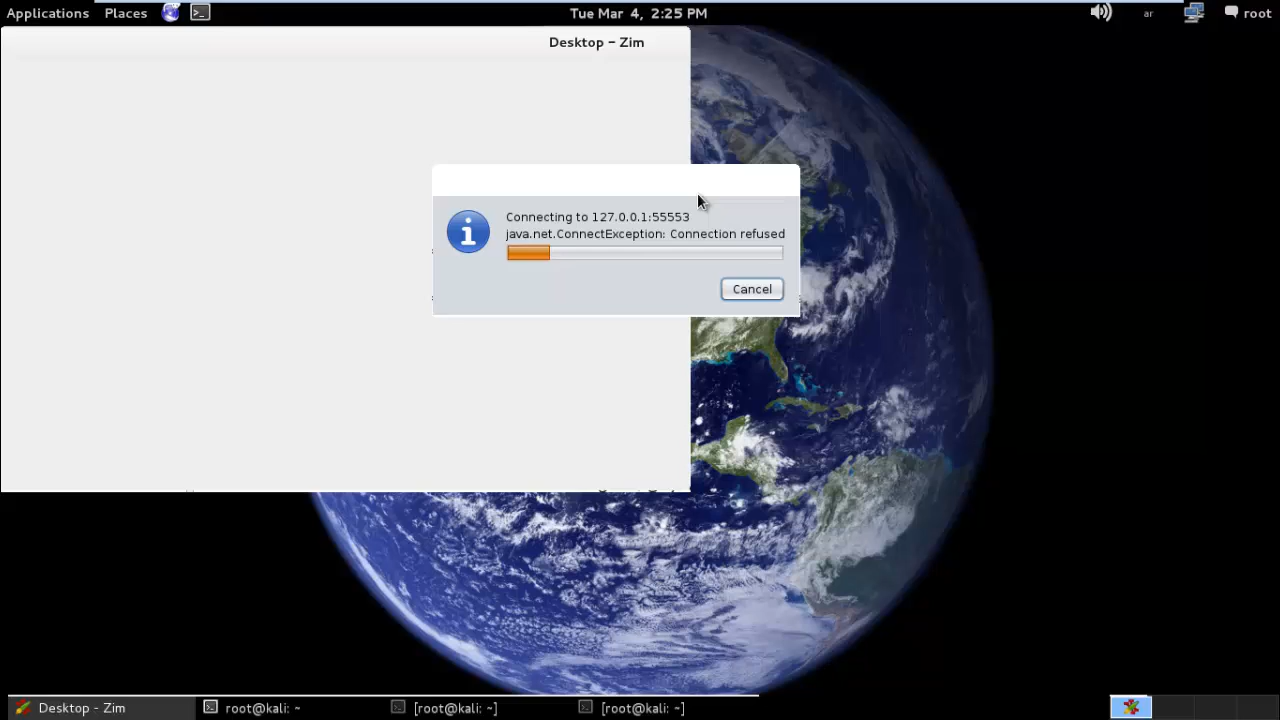 Applications Places Tue Mar 4, 2:25 PM ar root
Desktop – Zim
Connecting to 127.0.0.1:55553
java.net.ConnectException: Connection refused
Cancel
Desktop - Zim root@kali: ~ [root@kali: ~] [root@kali: ~]